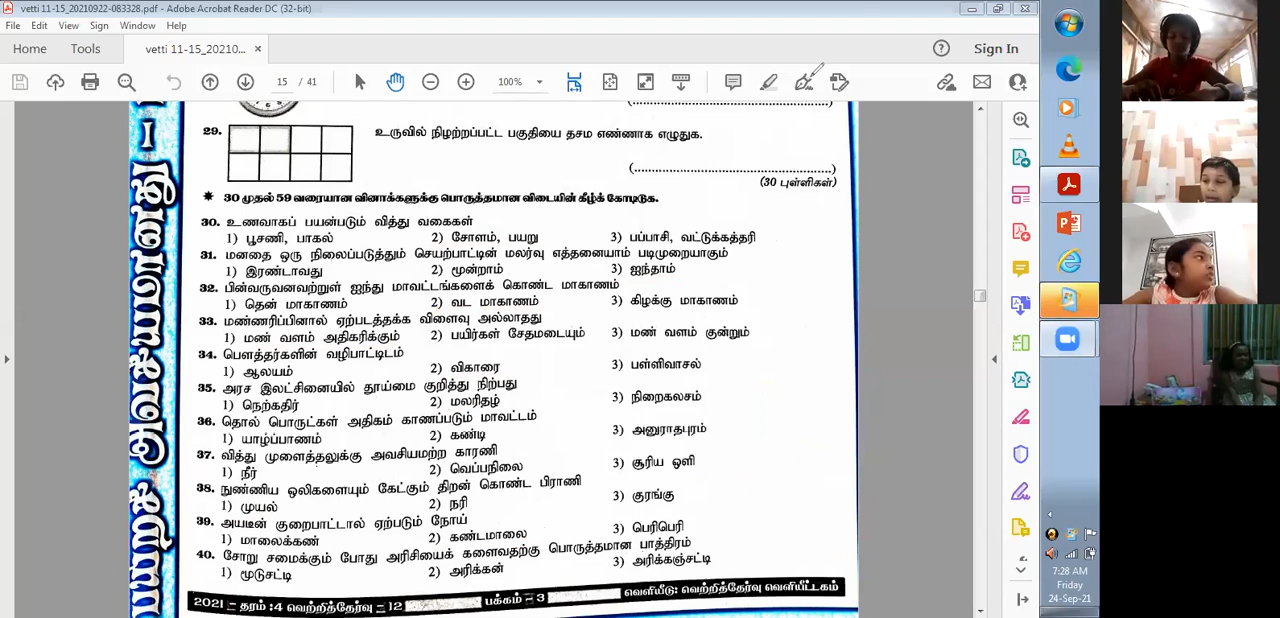 vetti 11-15_20210922-083328.pdf - Adobe Acrobat Reader DC (32-bit)
File Edit View Sign Window Help
Home Tools vetti 11-15_20210... × Sign In
15 / 41 100%
(..................................................)
29. உருவில் நிழற்றப்பட்ட பகுதியை தசம எண்ணாக எழுதுக.
(..................................................)
(30 புள்ளிகள்)
* 30 முதல் 59 வரையான வினாக்களுக்கு பொருத்தமான விடையின் கீழ்க் கோடிடுக.
30. உணவாகப் பயன்படும் வித்து வகைகள்
1) பூசணி, பாகல் 2) சோளம், பயறு 3) பப்பாசி, வட்டுக்கத்தரி
31. மனதை ஒரு நிலைப்படுத்தும் செயற்பாட்டின் மலர்வு எத்தனையாம் படிமுறையாகும்
1) இரண்டாவது 2) மூன்றாம் 3) ஐந்தாம்
32. பின்வருவனவற்றுள் ஐந்து மாவட்டங்களைக் கொண்ட மாகாணம்
1) தென் மாகாணம் 2) வட மாகாணம் 3) கிழக்கு மாகாணம்
33. மண்ணரிப்பினால் ஏற்படத்தக்க விளைவு அல்லாதது
1) மண் வளம் அதிகரிக்கும் 2) பயிர்கள் சேதமடையும் 3) மண் வளம் குன்றும்
34. பௌத்தர்களின் வழிபாட்டிடம்
1) ஆலயம் 2) விகாரை 3) பள்ளிவாசல்
35. அரச இலட்சினையில் தூய்மை குறித்து நிற்பது
1) நெற்கதிர் 2) மலரிதழ் 3) நிறைகலசம்
36. தொல் பொருட்கள் அதிகம் காணப்படும் மாவட்டம்
1) யாழ்ப்பாணம் 2) கண்டி 3) அனுராதபுரம்
37. வித்து முளைத்தலுக்கு அவசியமற்ற காரணி
1) நீர் 2) வெப்பநிலை 3) சூரிய ஒளி
38. நுண்ணிய ஒலிகளையும் கேட்கும் திறன் கொண்ட பிராணி
1) முயல் 2) நரி 3) குரங்கு
39. அயடீன் குறைபாட்டால் ஏற்படும் நோய்
1) மாலைக்கண் 2) கண்டமாலை 3) பெரிபெரி
40. சோறு சமைக்கும் போது அரிசியைக் களைவதற்கு பொருத்தமான பாத்திரம்
1) மூடுசட்டி 2) அரிக்கன் 3) அரிக்கஞ்சட்டி
2021 - தரம் :4 வெற்றித்தேர்வு - 12 பக்கம் - 3 வெளியீடு: வெற்றித்தேர்வு வெளியீட்டகம்
7:28 AM
Friday
24-Sep-21